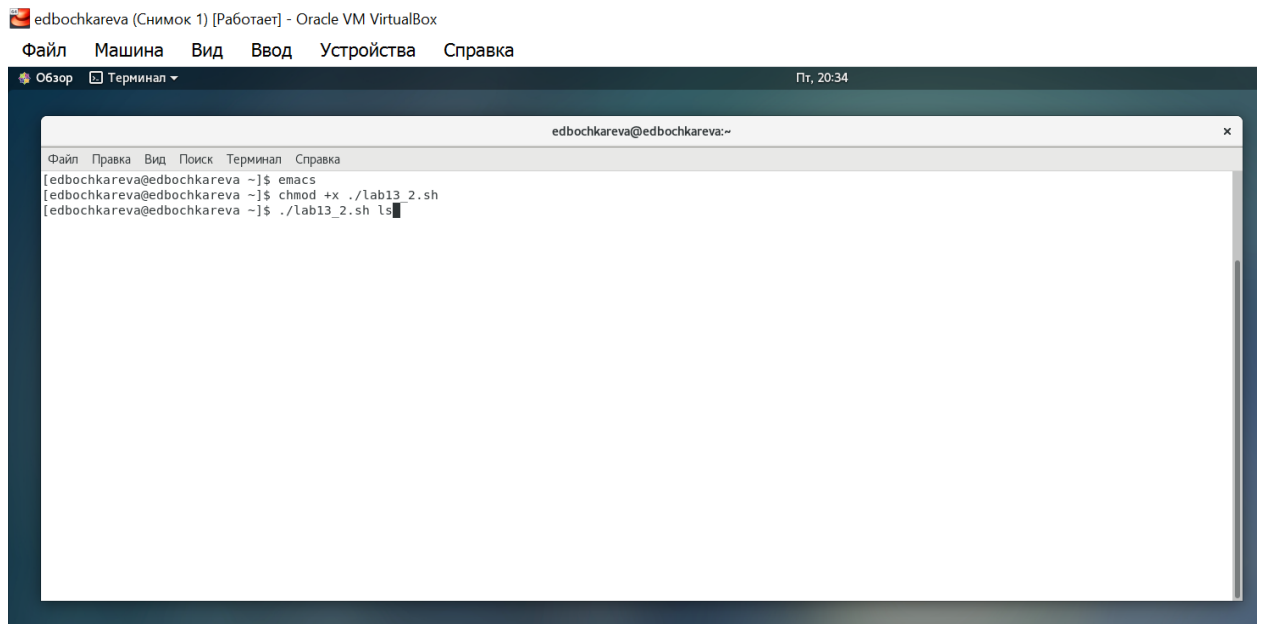 edbochkareva (Снимок 1) [Работает] - Oracle VM VirtualBox
Файл Машина Вид Ввод Устройства Справка
Обзор Терминал Пт, 20:34
edbochkareva@edbochkareva:~
Файл Правка Вид Поиск Терминал Справка
[edbochkareva@edbochkareva ~]$ emacs
[edbochkareva@edbochkareva ~]$ chmod +x ./lab13_2.sh
[edbochkareva@edbochkareva ~]$ ./lab13_2.sh ls